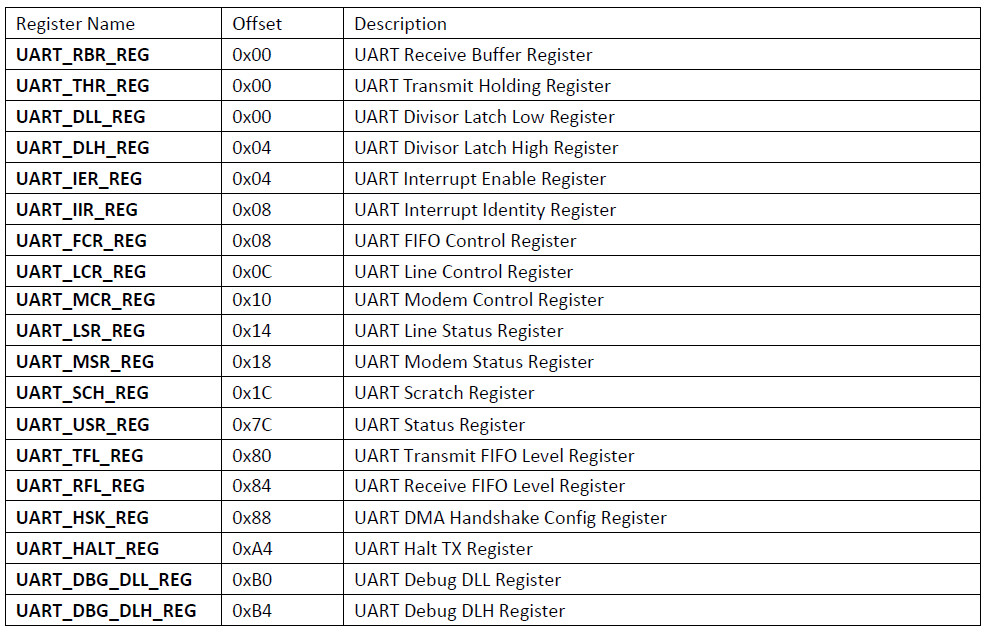 Register Name Offset Description
UART_RBR_REG 0x00 UART Receive Buffer Register
UART_THR_REG 0x00 UART Transmit Holding Register
UART_DLL_REG 0x00 UART Divisor Latch Low Register
UART_DLH_REG 0x04 UART Divisor Latch High Register
UART_IER_REG 0x04 UART Interrupt Enable Register
UART_IIR_REG 0x08 UART Interrupt Identity Register
UART_FCR_REG 0x08 UART FIFO Control Register
UART_LCR_REG 0x0C UART Line Control Register
UART_MCR_REG 0x10 UART Modem Control Register
UART_LSR_REG 0x14 UART Line Status Register
UART_MSR_REG 0x18 UART Modem Status Register
UART_SCH_REG 0x1C UART Scratch Register
UART_USR_REG 0x7C UART Status Register
UART_TFL_REG 0x80 UART Transmit FIFO Level Register
UART_RFL_REG 0x84 UART Receive FIFO Level Register
UART_HSK_REG 0x88 UART DMA Handshake Config Register
UART_HALT_REG 0xA4 UART Halt TX Register
UART_DBG_DLL_REG 0xB0 UART Debug DLL Register
UART_DBG_DLH_REG 0xB4 UART Debug DLH Register